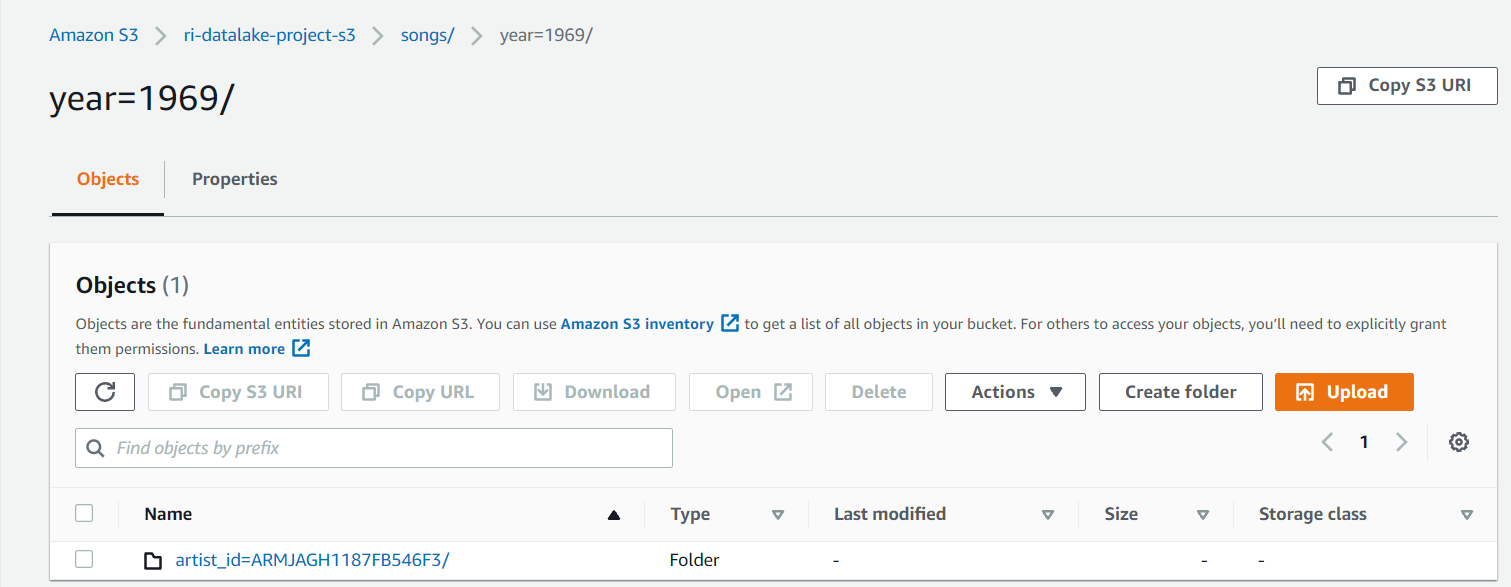 Amazon S3 > ri-datalake-project-s3 > songs/ > year=1969/
year=1969/
Copy S3 URI
Objects Properties
Objects (1)
Objects are the fundamental entities stored in Amazon S3. You can use Amazon S3 inventory to get a list of all objects in your bucket. For others to access your objects, you'll need to explicitly grant
them permissions. Learn more
Copy S3 URI Copy URL Download Open Delete Actions Create folder Upload
Find objects by prefix
1
Name Type Last modified Size Storage class
artist_id=ARMJAGH1187FB546F3/ Folder - - -